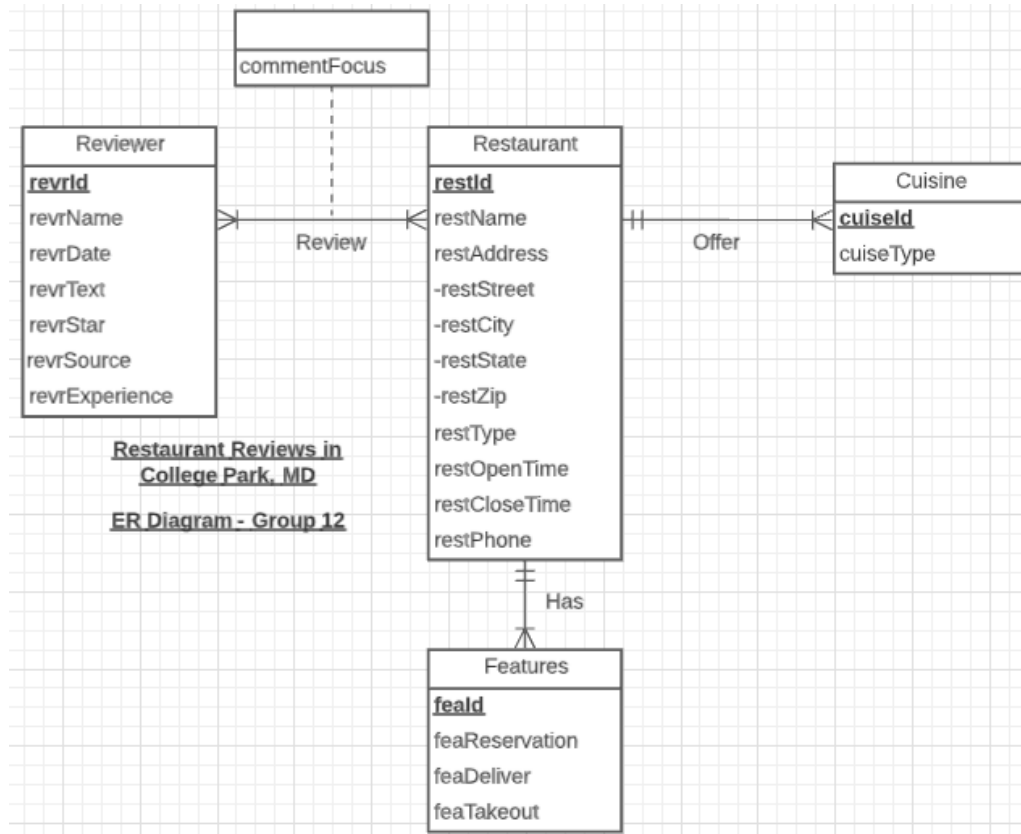 commentFocus
Reviewer
revrId
revrName
revrDate
revrText
revrStar
revrSource
revrExperience
Review
Restaurant
restId
restName
restAddress
-restStreet
-restCity
-restState
-restZip
restType
restOpenTime
restCloseTime
restPhone
Offer
Cuisine
cuiseId
cuiseType
Restaurant Reviews in
College Park, MD
ER Diagram - Group 12
Has
Features
feaId
feaReservation
feaDeliver
feaTakeout